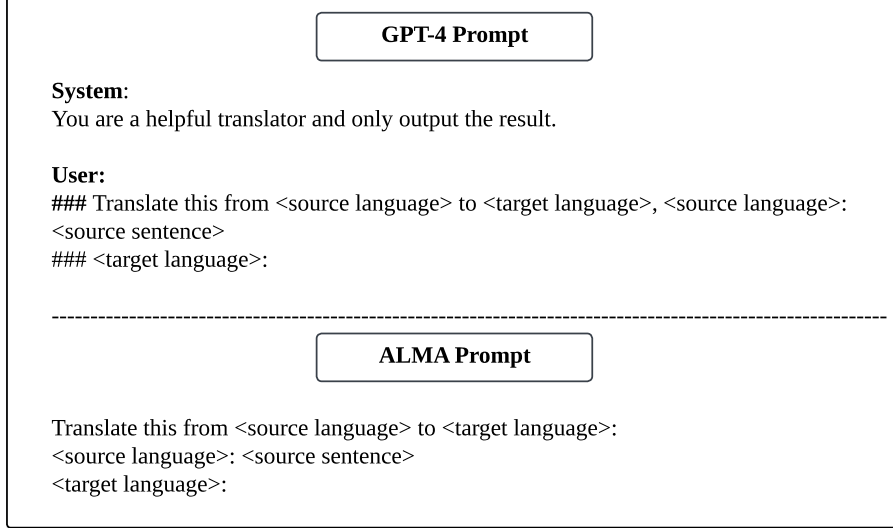 GPT-4 Prompt
System:
You are a helpful translator and only output the result.
User:
### Translate this from <source language> to <target language>, <source language>:
<source sentence>
### <target language>:
--------------------------------------------------------------------------------------------------------------
ALMA Prompt
Translate this from <source language> to <target language>:
<source language>: <source sentence>
<target language>: